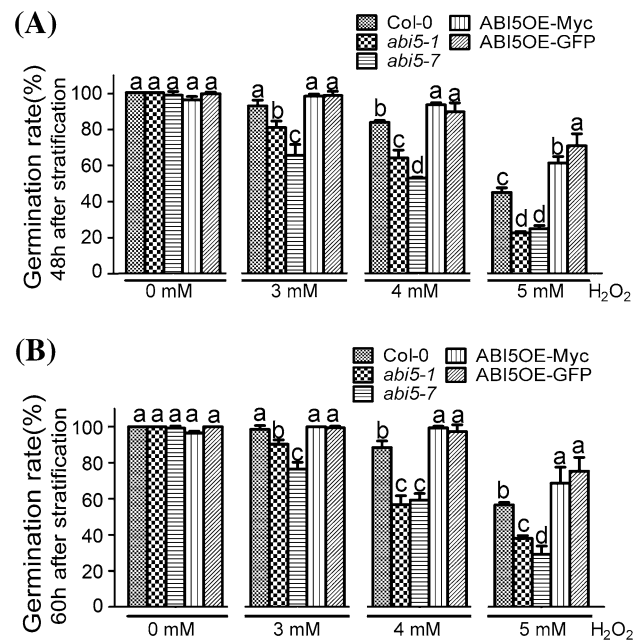 (A)
Col-0 ABI5OE-Myc
abi5-1 ABI5OE-GFP
abi5-7
Germination rate(%)
48h after stratification
100
80
60
40
20
0
a a a a a
a b c a a
b c d a a
c d d b a
0 mM 3 mM 4 mM 5 mM H₂O₂
(B)
Col-0 ABI5OE-Myc
abi5-1 ABI5OE-GFP
abi5-7
Germination rate(%)
60h after stratification
100
80
60
40
20
0
a a a a a
a b c a a
b c c a a
b c d a a
0 mM 3 mM 4 mM 5 mM H₂O₂